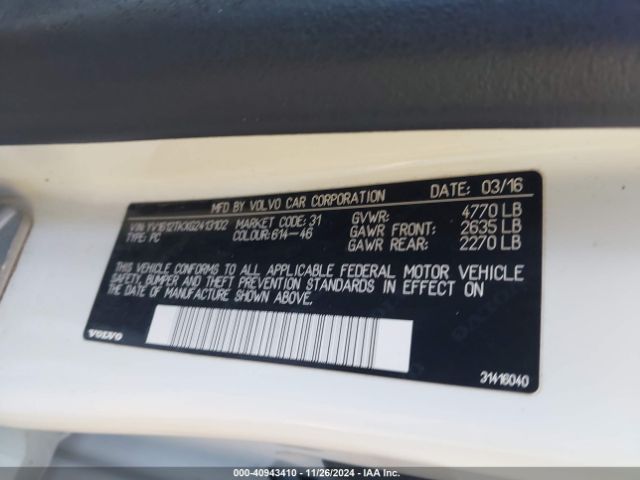 MFD BY VOLVO CAR CORPORATION DATE: 03/16
VIN: YV1612TKXG2413102 MARKET CODE: 31 GVWR: 4770 LB
TYPE: PC COLOUR: 614-46 GAWR FRONT: 2635 LB
GAWR REAR: 2270 LB
THIS VEHICLE CONFORMS TO ALL APPLICABLE FEDERAL MOTOR VEHICLE
SAFETY, BUMPER AND THEFT PREVENTION STANDARDS IN EFFECT ON
THE DATE OF MANUFACTURE SHOWN ABOVE.
VOLVO
31416040
000-40943410 - 11/26/2024 - IAA Inc.